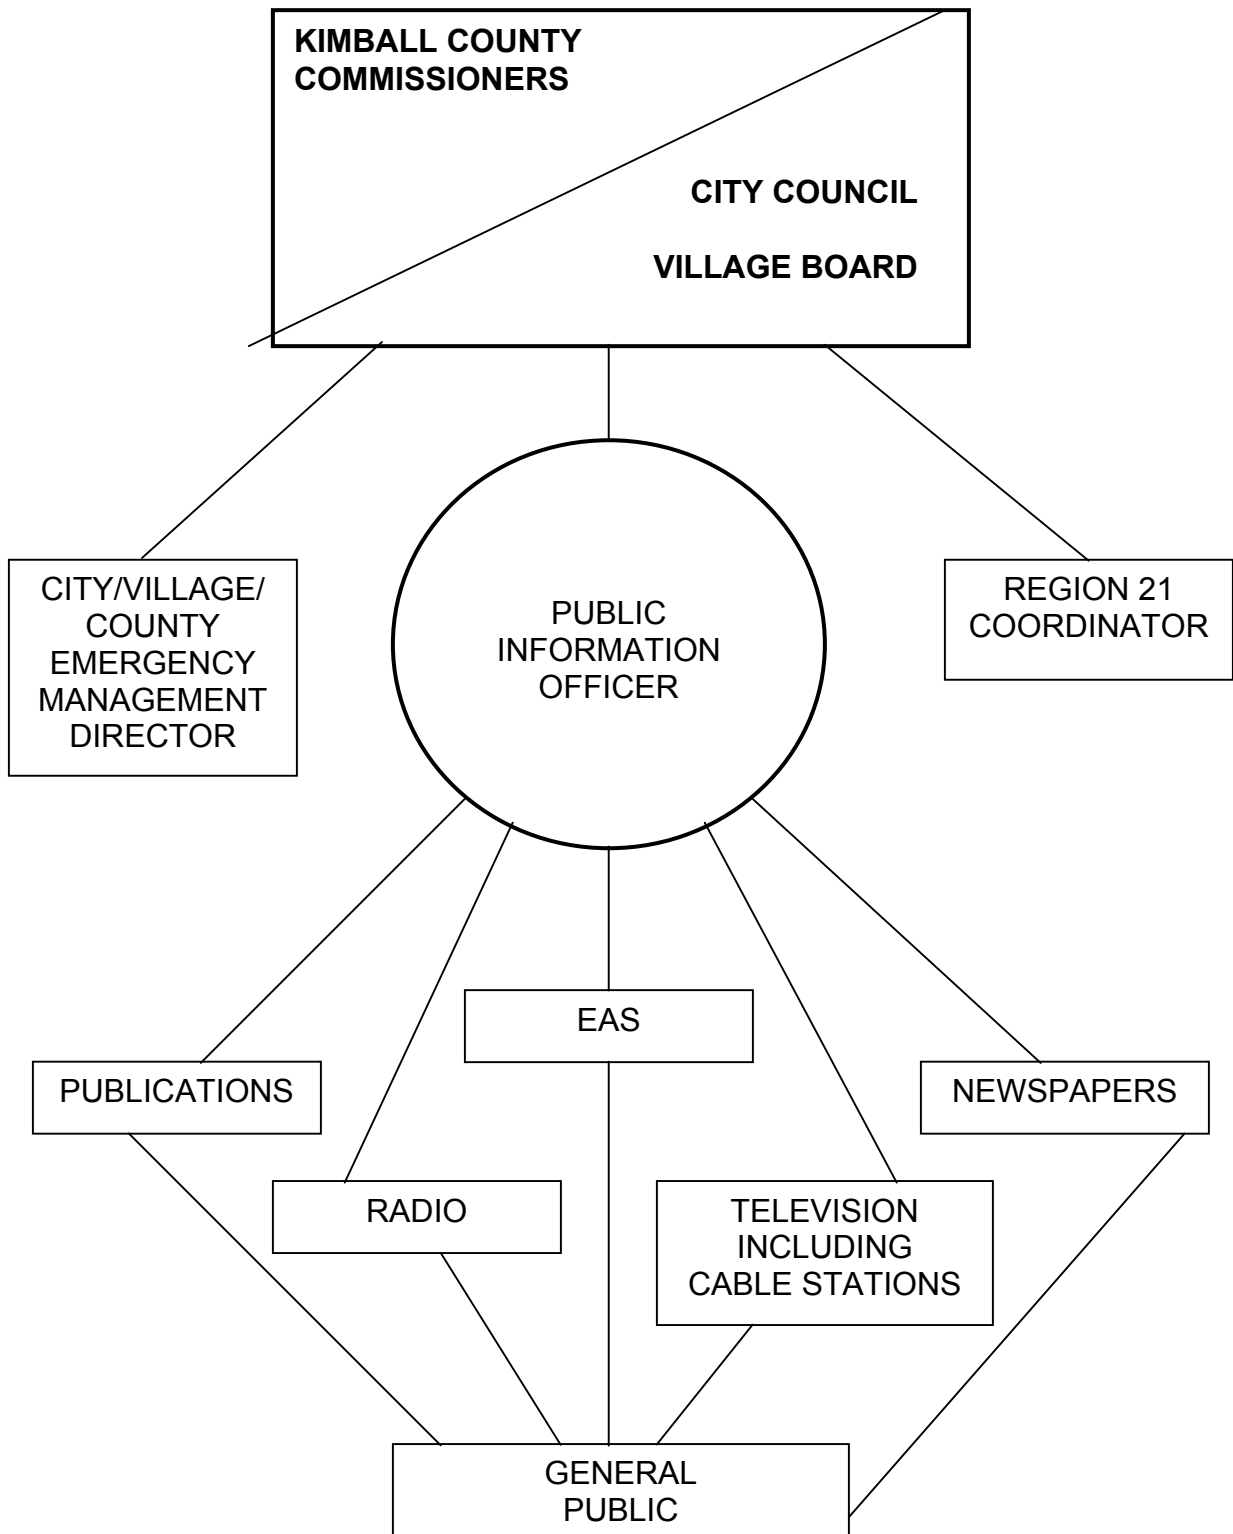 KIMBALL COUNTY
COMMISSIONERS
CITY COUNCIL
VILLAGE BOARD
CITY/VILLAGE/
COUNTY
EMERGENCY
MANAGEMENT
DIRECTOR
PUBLIC
INFORMATION
OFFICER
REGION 21
COORDINATOR
EAS
PUBLICATIONS
NEWSPAPERS
RADIO
TELEVISION
INCLUDING
CABLE STATIONS
GENERAL
PUBLIC